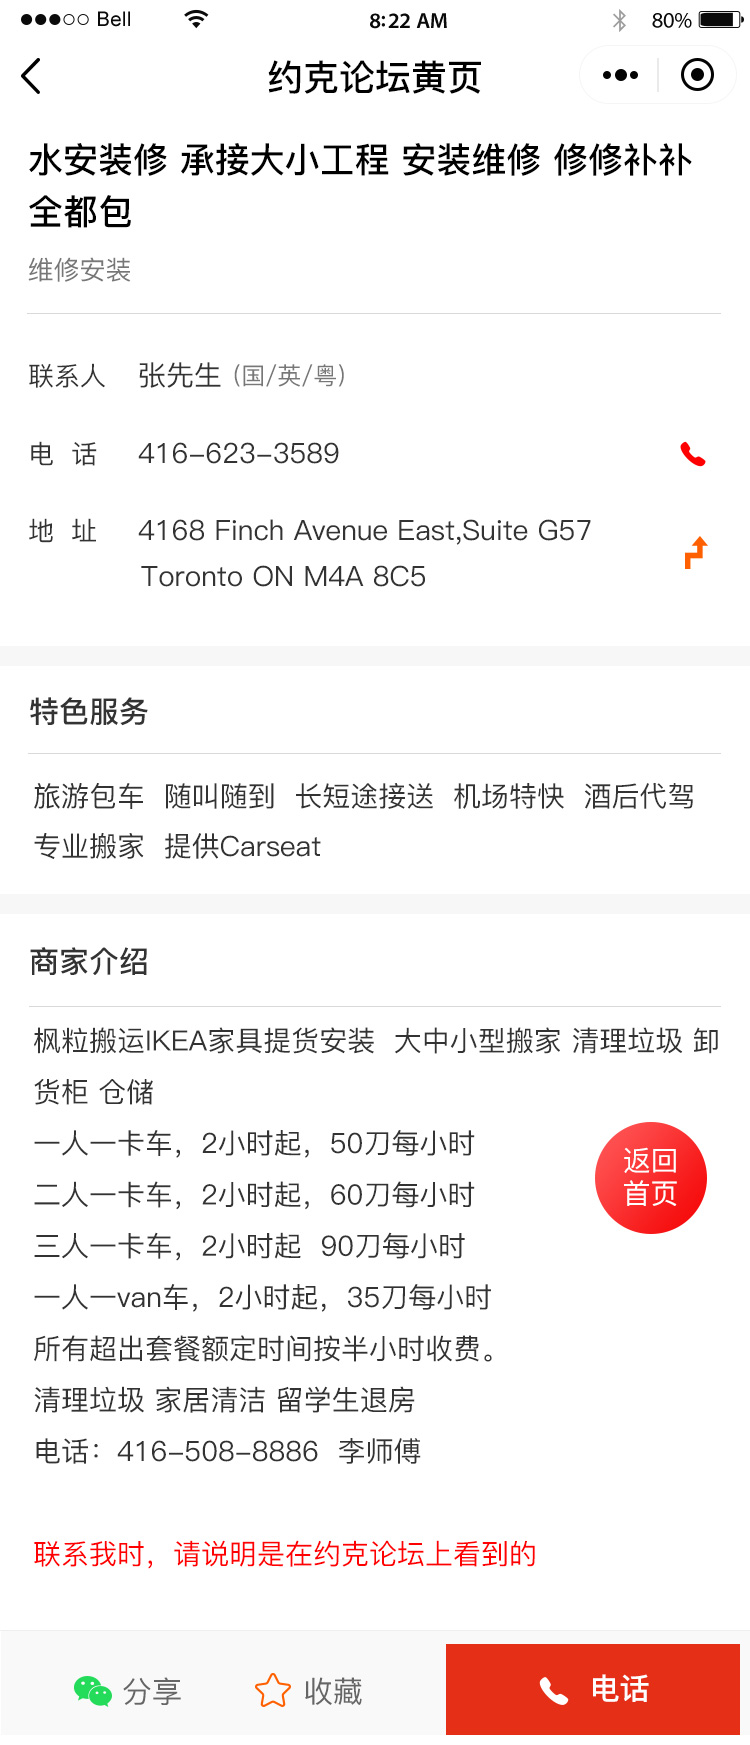 Bell 8:22 AM 80%
约克论坛黄页
水安装修 承接大小工程 安装维修 修修补补
全都包
维修安装
联系人 张先生 (国/英/粤)
电 话 416-623-3589
地 址 4168 Finch Avenue East,Suite G57
Toronto ON M4A 8C5
特色服务
旅游包车 随叫随到 长短途接送 机场特快 酒后代驾
专业搬家 提供Carseat
商家介绍
枫粒搬运IKEA家具提货安装 大中小型搬家 清理垃圾 卸
货柜 仓储
一人一卡车，2小时起，50刀每小时
二人一卡车，2小时起，60刀每小时
三人一卡车，2小时起 90刀每小时
一人一van车，2小时起，35刀每小时
所有超出套餐额定时间按半小时收费。
清理垃圾 家居清洁 留学生退房
电话：416-508-8886 李师傅
返回
首页
联系我时，请说明是在约克论坛上看到的
分享 收藏 电话